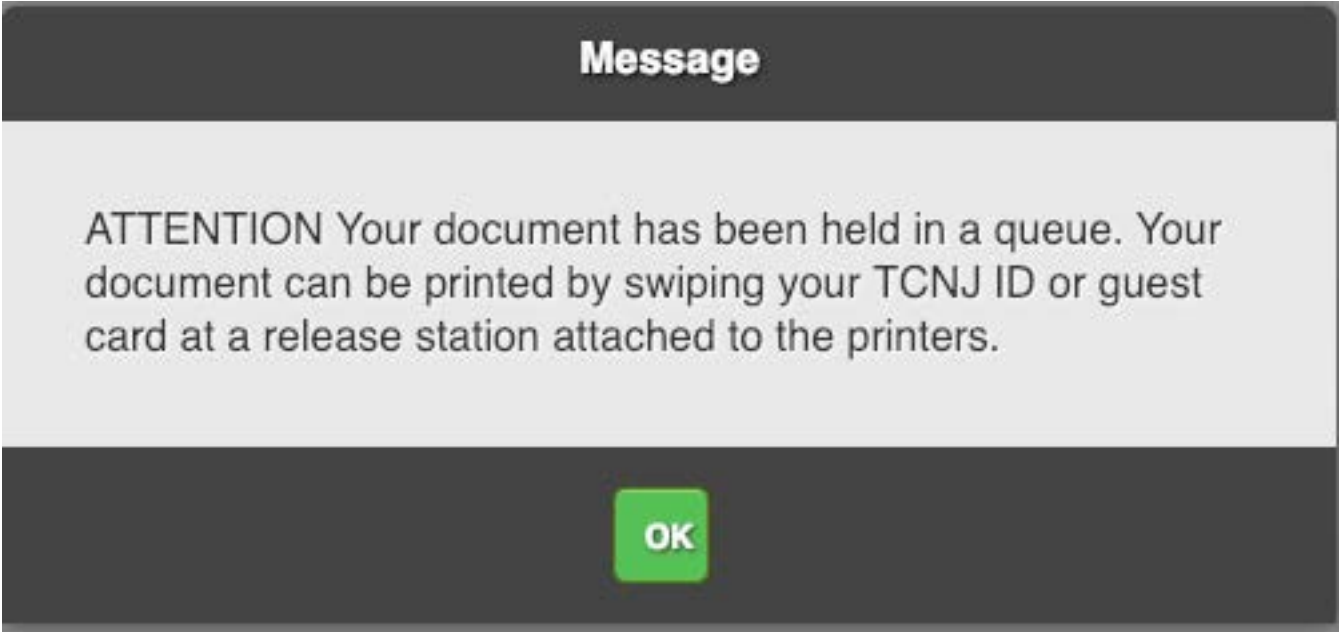 Message
ATTENTION Your document has been held in a queue. Your
document can be printed by swiping your TCNJ ID or guest
card at a release station attached to the printers.
OK